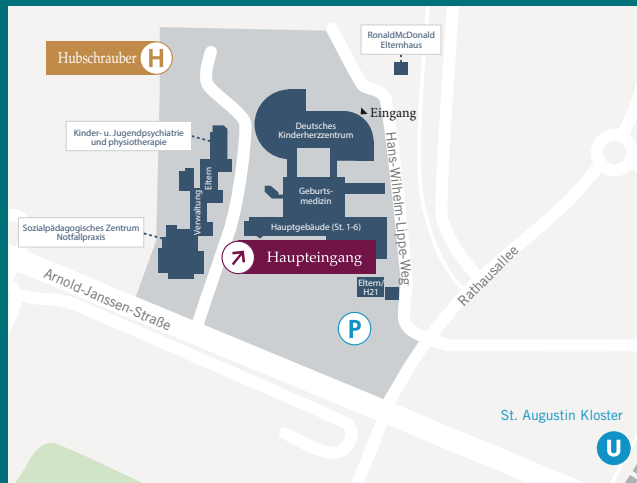 RonaldMcDonald
Elternhaus
Hubschrauber H
Eingang
Deutsches
Kinderherzzentrum
Kinder- u. Jugendpsychiatrie
und physiotherapie
Eltern
Geburts-
medizin
Hans-Wilhelm-Lippe-Weg
Verwaltung
Sozialpädagogisches Zentrum
Notfallpraxis
Hauptgebäude (St. 1-6)
Haupteingang
Eltern/
H21
Arnold-Janssen-Straße
Rathausallee
P
St. Augustin Kloster
U